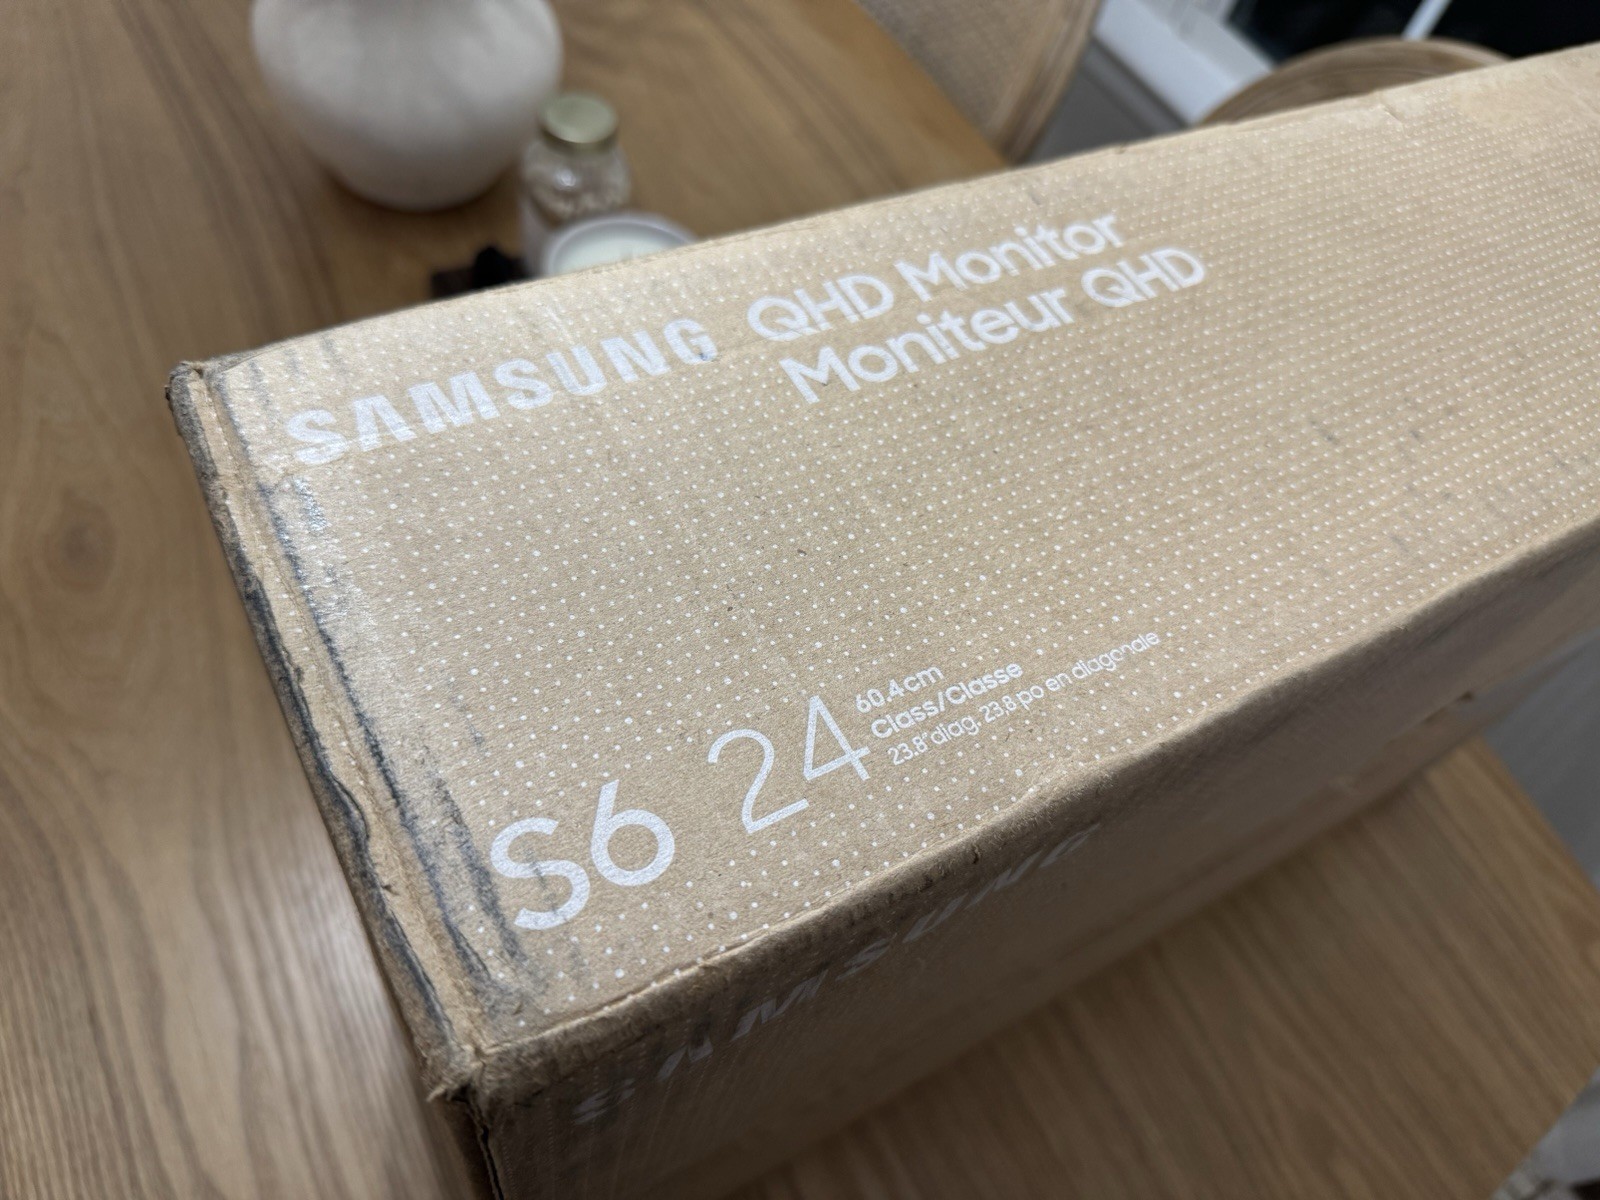 SAMSUNG QHD Monitor
Moniteur QHD
S6 24 60.4cm
Class/Classe
23.8"diag. 23,8 po en diagonale
SAMSUNG